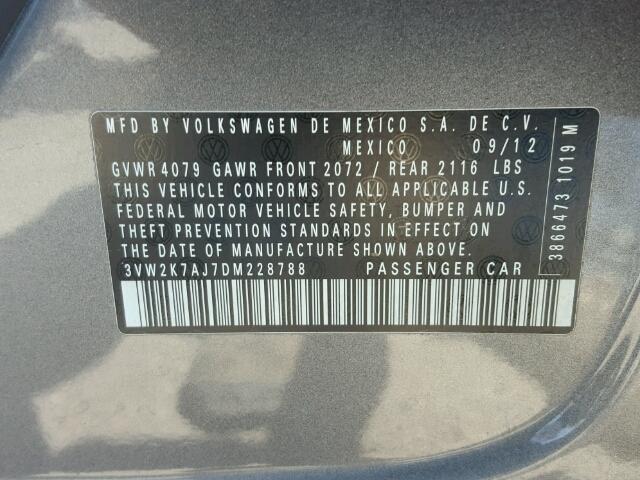 MFD BY VOLKSWAGEN DE MEXICO S.A. DE C.V.
MEXICO 09/12
GVWR 4079 GAWR FRONT 2072 / REAR 2116 LBS
THIS VEHICLE CONFORMS TO ALL APPLICABLE U.S.
FEDERAL MOTOR VEHICLE SAFETY, BUMPER AND
THEFT PREVENTION STANDARDS IN EFFECT ON
THE DATE OF MANUFACTURE SHOWN ABOVE.
3VW2K7AJ7DM228788 PASSENGER CAR
3866473 1019 M